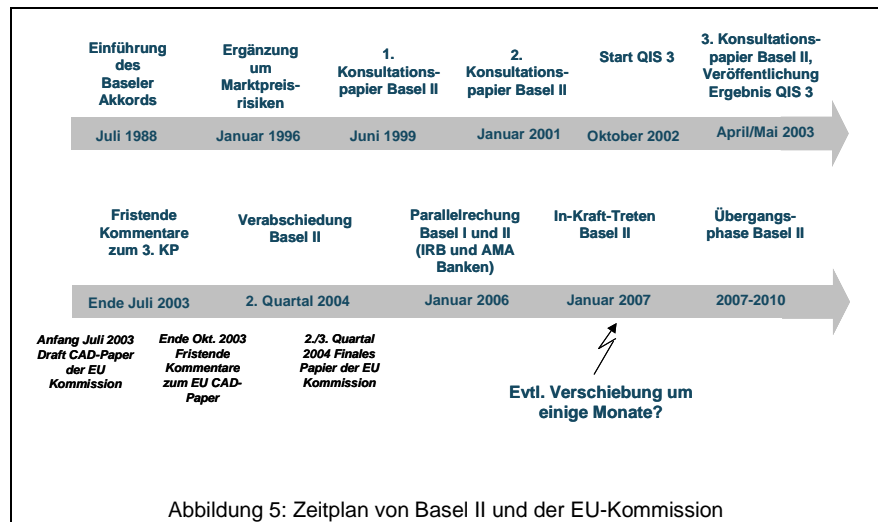 Einführung
des
Baseler
Akkords
Ergänzung
um
Marktpreis-
risiken
1.
Konsultations-
papier Basel II
2.
Konsultations-
papier Basel II
Start QIS 3
3. Konsultations-
papier Basel II,
Veröffentlichung
Ergebnis QIS 3
Juli 1988
Januar 1996
Juni 1999
Januar 2001
Oktober 2002
April/Mai 2003
Fristende
Kommentare
zum 3. KP
Verabschiedung
Basel II
Parallelrechung
Basel I und II
(IRB und AMA
Banken)
In-Kraft-Treten
Basel II
Übergangs-
phase Basel II
Ende Juli 2003
2. Quartal 2004
Januar 2006
Januar 2007
2007-2010
Anfang Juli 2003
Draft CAD-Paper
der EU
Kommission
Ende Okt. 2003
Fristende
Kommentare
zum EU CAD-
Paper
2./3. Quartal
2004 Finales
Papier der EU
Kommission
Evtl. Verschiebung um
einige Monate?
Abbildung 5: Zeitplan von Basel II und der EU-Kommission